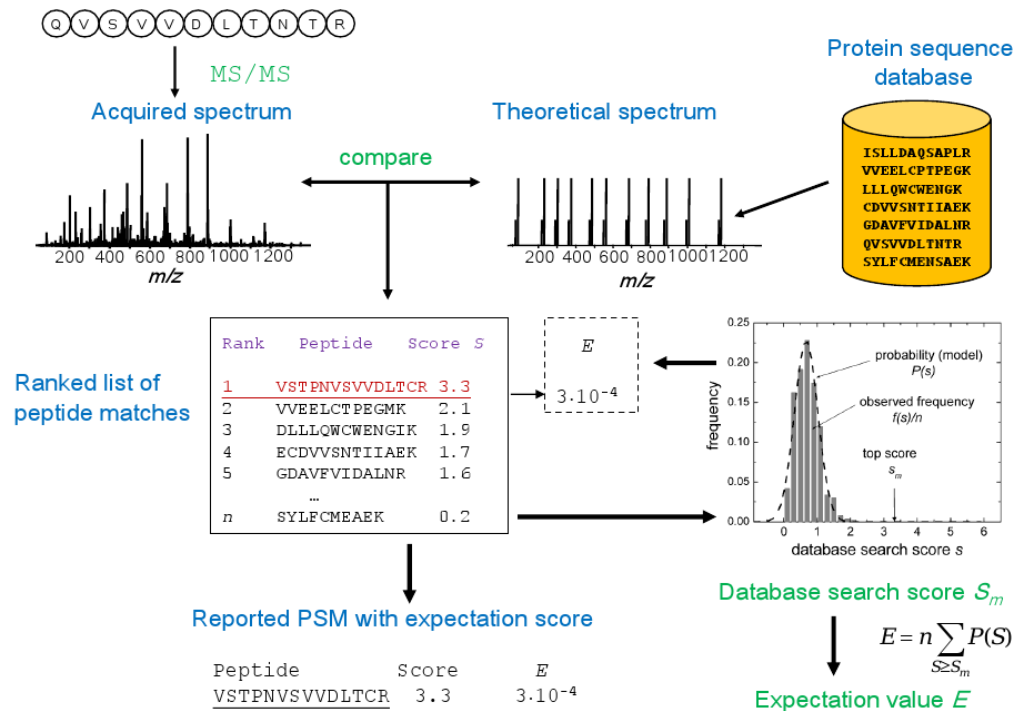 Q V S V V D L T N T R
MS/MS
Acquired spectrum
Theoretical spectrum
Protein sequence
database
compare
ISLLDAQSAPLR
VVEELCPTPEGK
LLLQWCWENGK
CDVVSNTIIAEK
GDAVFVIDALNR
QVSVVDLTNTR
SYLFCMENSAEK
200 400 600 800 1000 1200
m/z
200 400 600 800 1000 1200
m/z
Ranked list of
peptide matches
Rank Peptide Score S
1 VSTPNVSVVDLTCR 3.3
2 VVEELCTPEGMK 2.1
3 DLLLQWCWENGIK 1.9
4 ECDVVSNTIIAEK 1.7
5 GDAVFVIDALNR 1.6
…
n SYLFCMEAEK 0.2
E
3.10⁻⁴
frequency
0.25
0.20
0.15
0.10
0.05
0.00
probability (model)
P(s)
observed frequency
f(s)/n
top score
sₘ
0 1 2 3 4 5 6
database search score s
Reported PSM with expectation score
Peptide Score E
VSTPNVSVVDLTCR 3.3 3.10⁻⁴
Database search score Sₘ
E = n ∑ P(S)
S≥Sₘ
Expectation value E